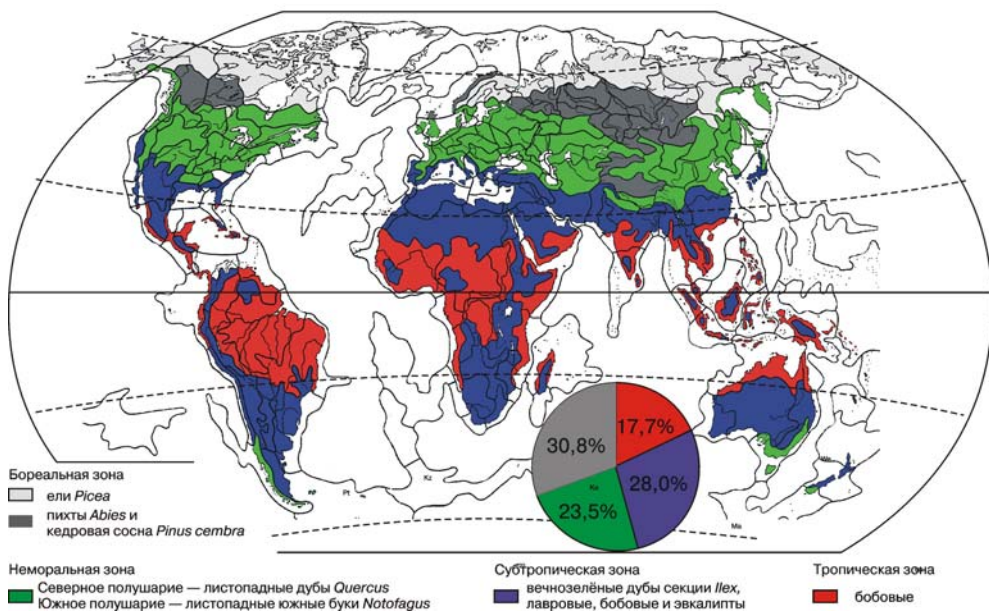 17,7%
30,8%
28,0%
23,5%
Бореальная зона
ели Picea
пихты Abies и
кедровая сосна Pinus cembra
Неморальная зона
Северное полушарие — листопадные дубы Quercus
Южное полушарие — листопадные южные буки Notofagus
Субтропическая зона
вечнозелёные дубы секции Ilex,
лавровые, бобовые и эвкалипты
Тропическая зона
бобовые